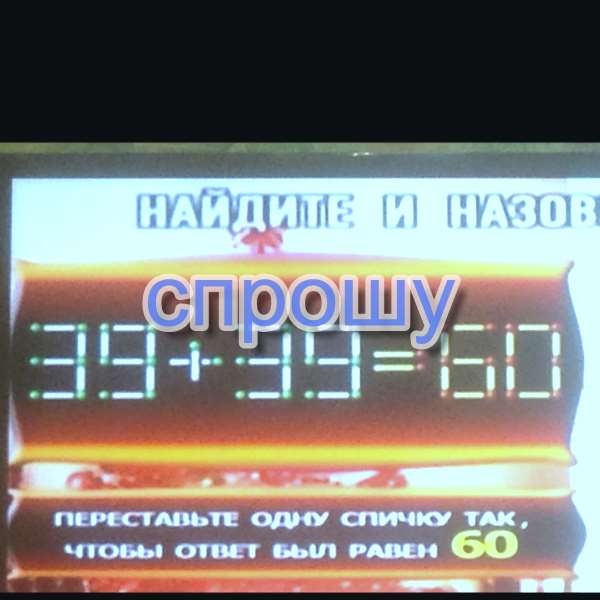 НАЙДИТЕ И НАЗОВ
спрошу
39+39=60
ПЕРЕСТАВЬТЕ ОДНУ СПИЧКУ ТАК,
ЧТОБЫ ОТВЕТ БЫЛ РАВЕН 60